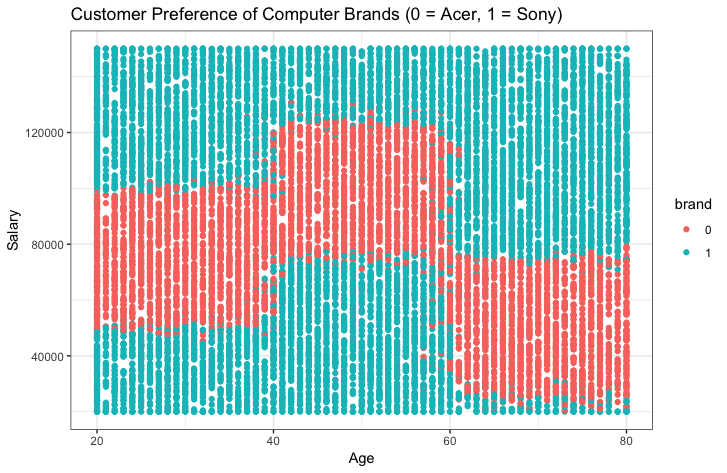 Customer Preference of Computer Brands (0 = Acer, 1 = Sony)
120000
80000
40000
Salary
20 40 60 80
Age
brand
0
1